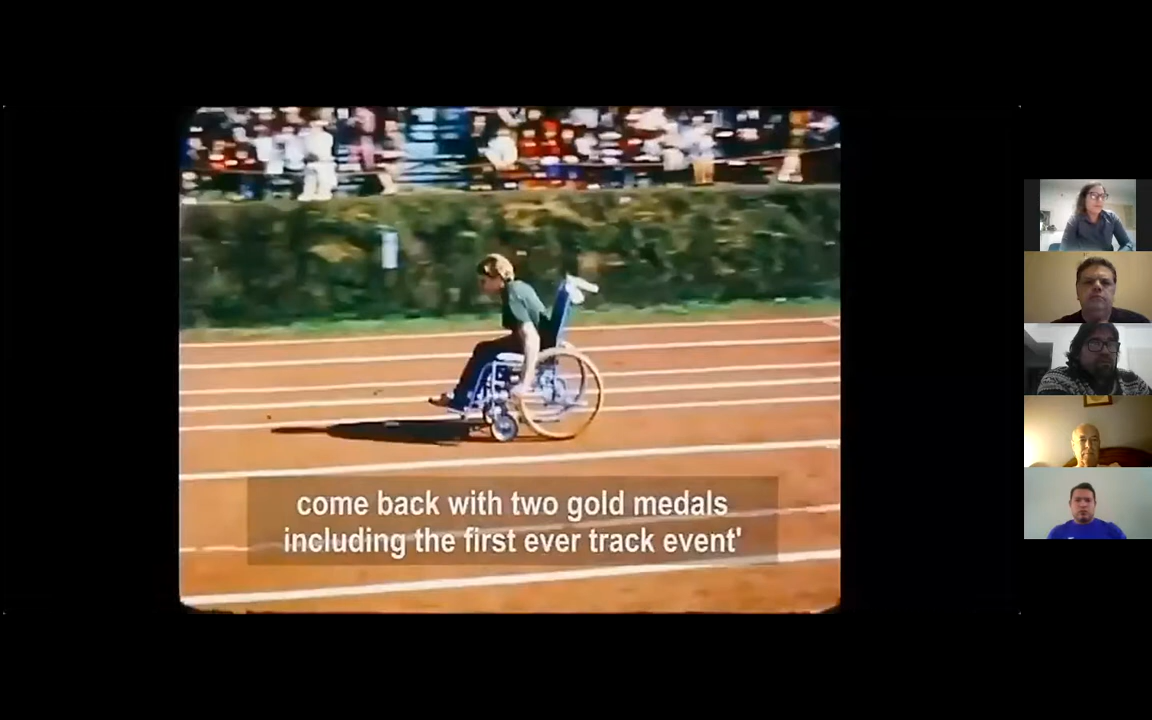 come back with two gold medals
including the first ever track event'